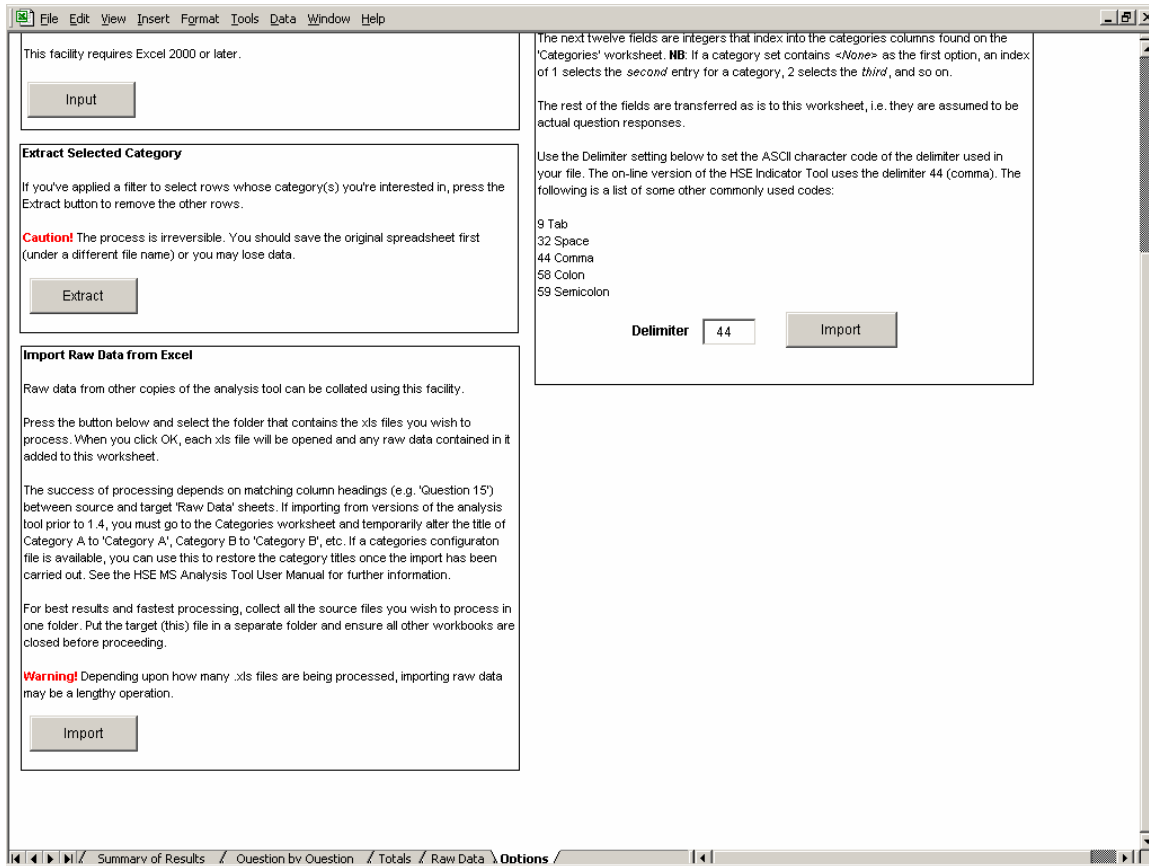 File Edit View Insert Format Tools Data Window Help
This facility requires Excel 2000 or later.
Input
Extract Selected Category
If you've applied a filter to select rows whose category(s) you're interested in, press the
Extract button to remove the other rows.
Caution! The process is irreversible. You should save the original spreadsheet first
(under a different file name) or you may lose data.
Extract
Import Raw Data from Excel
Raw data from other copies of the analysis tool can be collated using this facility.
Press the button below and select the folder that contains the xls files you wish to
process. When you click OK, each xls file will be opened and any raw data contained in it
added to this worksheet.
The success of processing depends on matching column headings (e.g. 'Question 15')
between source and target 'Raw Data' sheets. If importing from versions of the analysis
tool prior to 1.4, you must go to the Categories worksheet and temporarily alter the title of
Category A to 'Category A', Category B to 'Category B', etc. If a categories configuraton
file is available, you can use this to restore the category titles once the import has been
carried out. See the HSE MS Analysis Tool User Manual for further information.
For best results and fastest processing, collect all the source files you wish to process in
one folder. Put the target (this) file in a separate folder and ensure all other workbooks are
closed before proceeding.
Warning! Depending upon how many .xls files are being processed, importing raw data
may be a lengthy operation.
Import
The next twelve fields are integers that index into the categories columns found on the
'Categories' worksheet. NB: If a category set contains <None> as the first option, an index
of 1 selects the second entry for a category, 2 selects the third, and so on.
The rest of the fields are transferred as is to this worksheet, i.e. they are assumed to be
actual question responses.
Use the Delimiter setting below to set the ASCII character code of the delimiter used in
your file. The on-line version of the HSE Indicator Tool uses the delimiter 44 (comma). The
following is a list of some other commonly used codes:
9 Tab
32 Space
44 Comma
58 Colon
59 Semicolon
Delimiter 44 Import
Summary of Results Question by Question Totals Raw Data Options